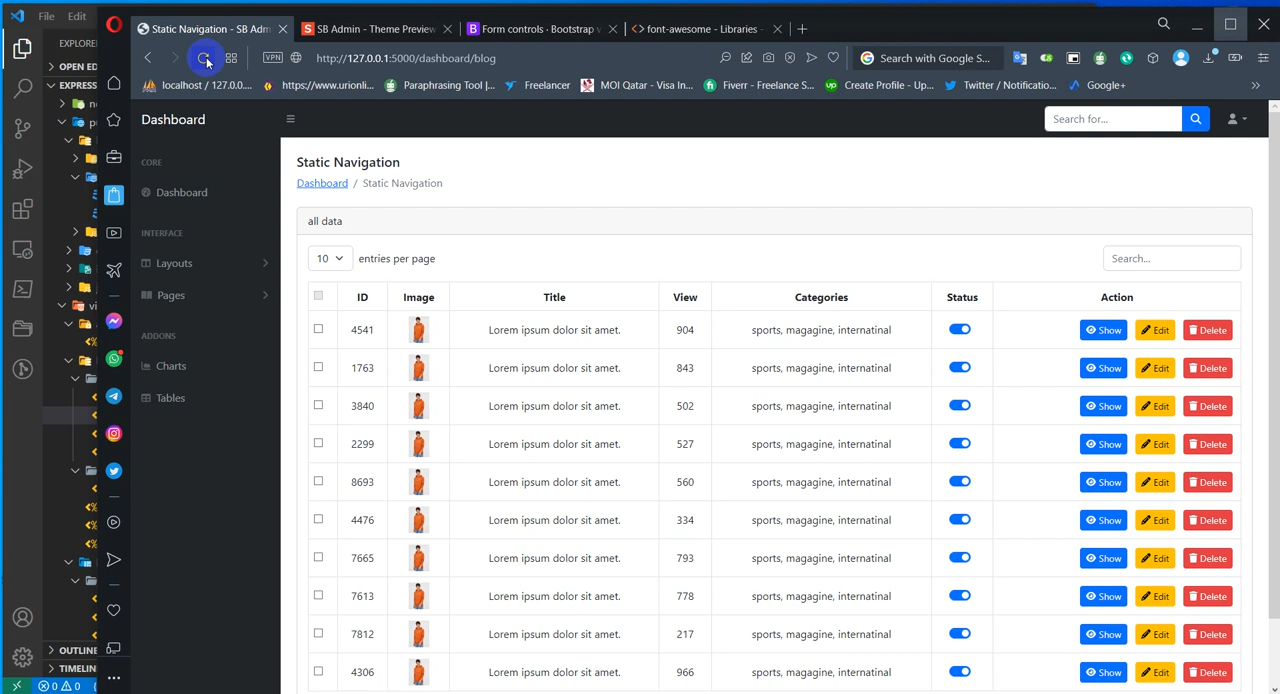 File Edit
Static Navigation - SB Adm
SB Admin - Theme Preview
Form controls · Bootstrap v
font-awesome - Libraries -
EXPLORE
OPEN ED
EXPRESS
VPN
http://127.0.0.1:5000/dashboard/blog
Search with Google S...
localhost / 127.0.0....
https://www.urionli...
Paraphrasing Tool |...
Freelancer
MOI Qatar - Visa In...
Fiverr - Freelance S...
Create Profile - Up...
Twitter / Notificatio...
Google+
Dashboard
Search for...
CORE
Dashboard
INTERFACE
Layouts
Pages
ADDONS
Charts
Tables
Static Navigation
Dashboard / Static Navigation
all data
10 entries per page
Search...
ID Image Title View Categories Status Action
4541 Lorem ipsum dolor sit amet. 904 sports, magagine, internatinal Show Edit Delete
1763 Lorem ipsum dolor sit amet. 843 sports, magagine, internatinal Show Edit Delete
3840 Lorem ipsum dolor sit amet. 502 sports, magagine, internatinal Show Edit Delete
2299 Lorem ipsum dolor sit amet. 527 sports, magagine, internatinal Show Edit Delete
8693 Lorem ipsum dolor sit amet. 560 sports, magagine, internatinal Show Edit Delete
4476 Lorem ipsum dolor sit amet. 334 sports, magagine, internatinal Show Edit Delete
7665 Lorem ipsum dolor sit amet. 793 sports, magagine, internatinal Show Edit Delete
7613 Lorem ipsum dolor sit amet. 778 sports, magagine, internatinal Show Edit Delete
7812 Lorem ipsum dolor sit amet. 217 sports, magagine, internatinal Show Edit Delete
4306 Lorem ipsum dolor sit amet. 966 sports, magagine, internatinal Show Edit Delete
OUTLINE
TIMELIN
0 0